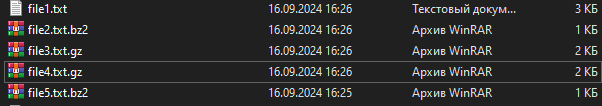 file1.txt 16.09.2024 16:26 Текстовый докум... 3 КБ
file2.txt.bz2 16.09.2024 16:26 Архив WinRAR 1 КБ
file3.txt.gz 16.09.2024 16:26 Архив WinRAR 2 КБ
file4.txt.gz 16.09.2024 16:26 Архив WinRAR 2 КБ
file5.txt.bz2 16.09.2024 16:25 Архив WinRAR 1 КБ